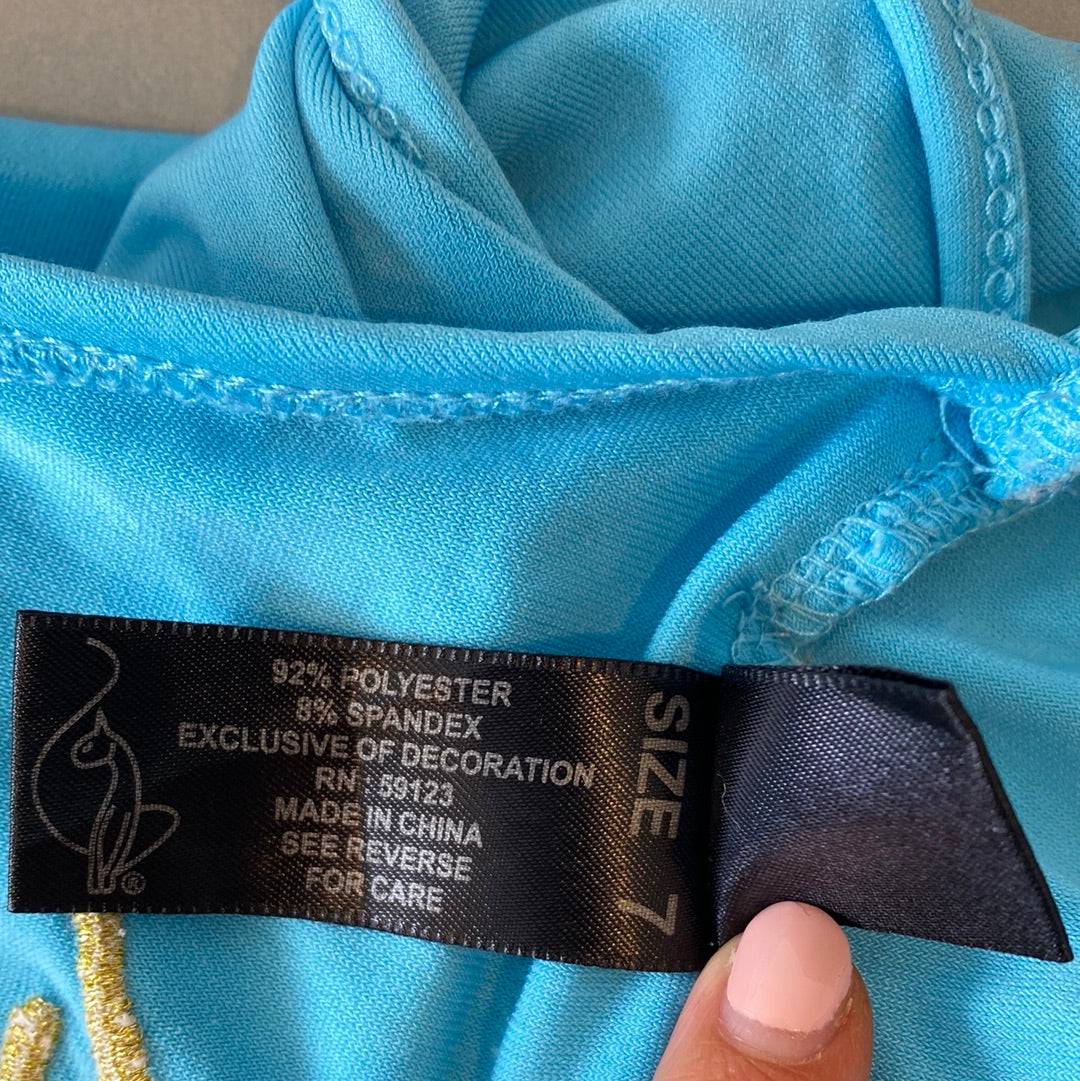 92% POLYESTER
8% SPANDEX
EXCLUSIVE OF DECORATION
RN 59123
MADE IN CHINA
SEE REVERSE
FOR CARE
SIZE 7
®